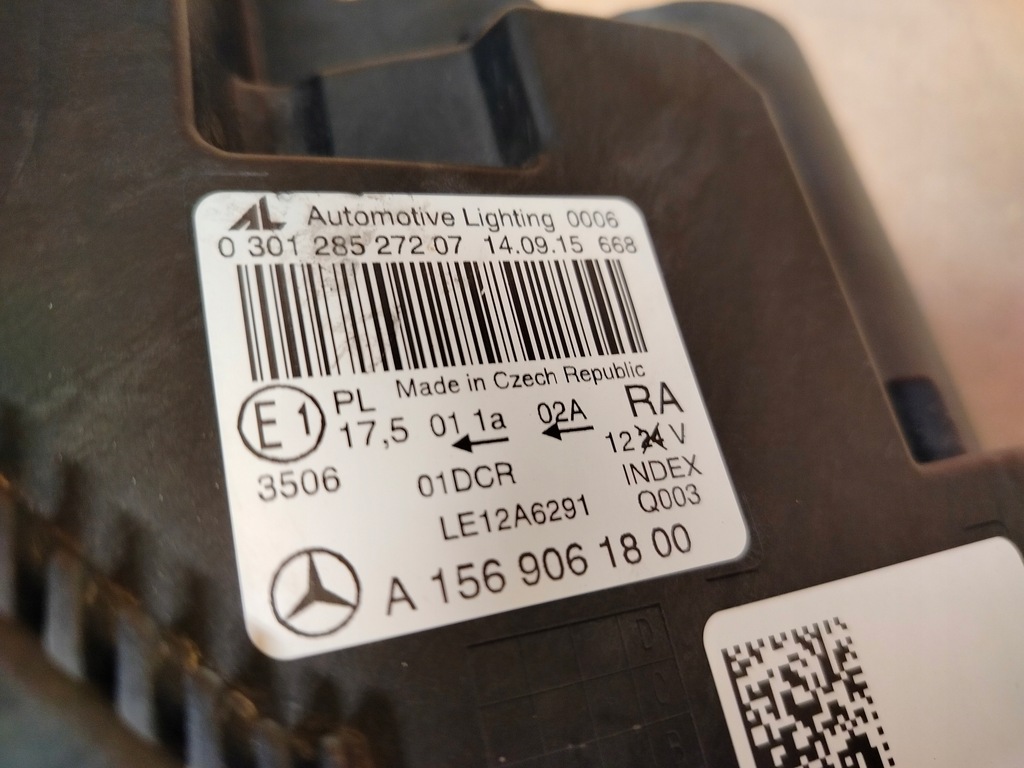 AL Automotive Lighting 0006
0 301 285 272 07 14.09.15 668
Made in Czech Republic
E1 PL 17,5 01 1a 02A RA
12 24 V
3506 01DCR INDEX
LE12A6291 Q003
A 156 906 18 00